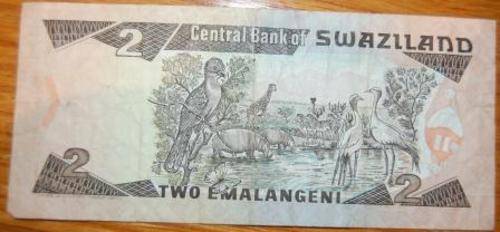 2 Central Bank of SWAZILAND
2 TWO EMALANGENI 2